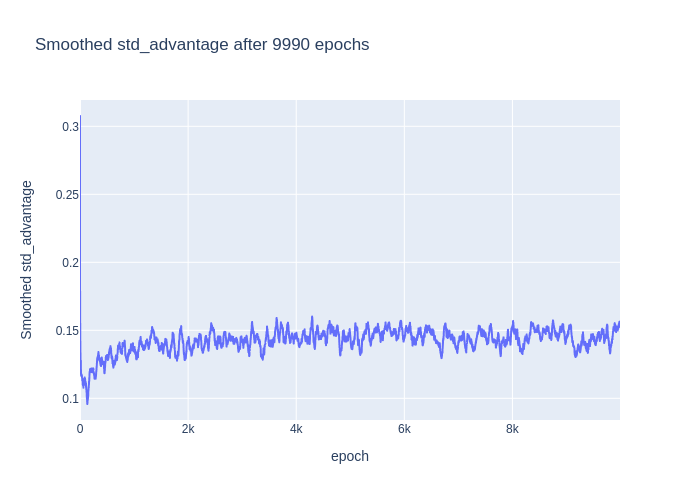 Smoothed std_advantage after 9990 epochs
0.3
0.25
0.2
0.15
0.1
Smoothed std_advantage
0 2k 4k 6k 8k
epoch